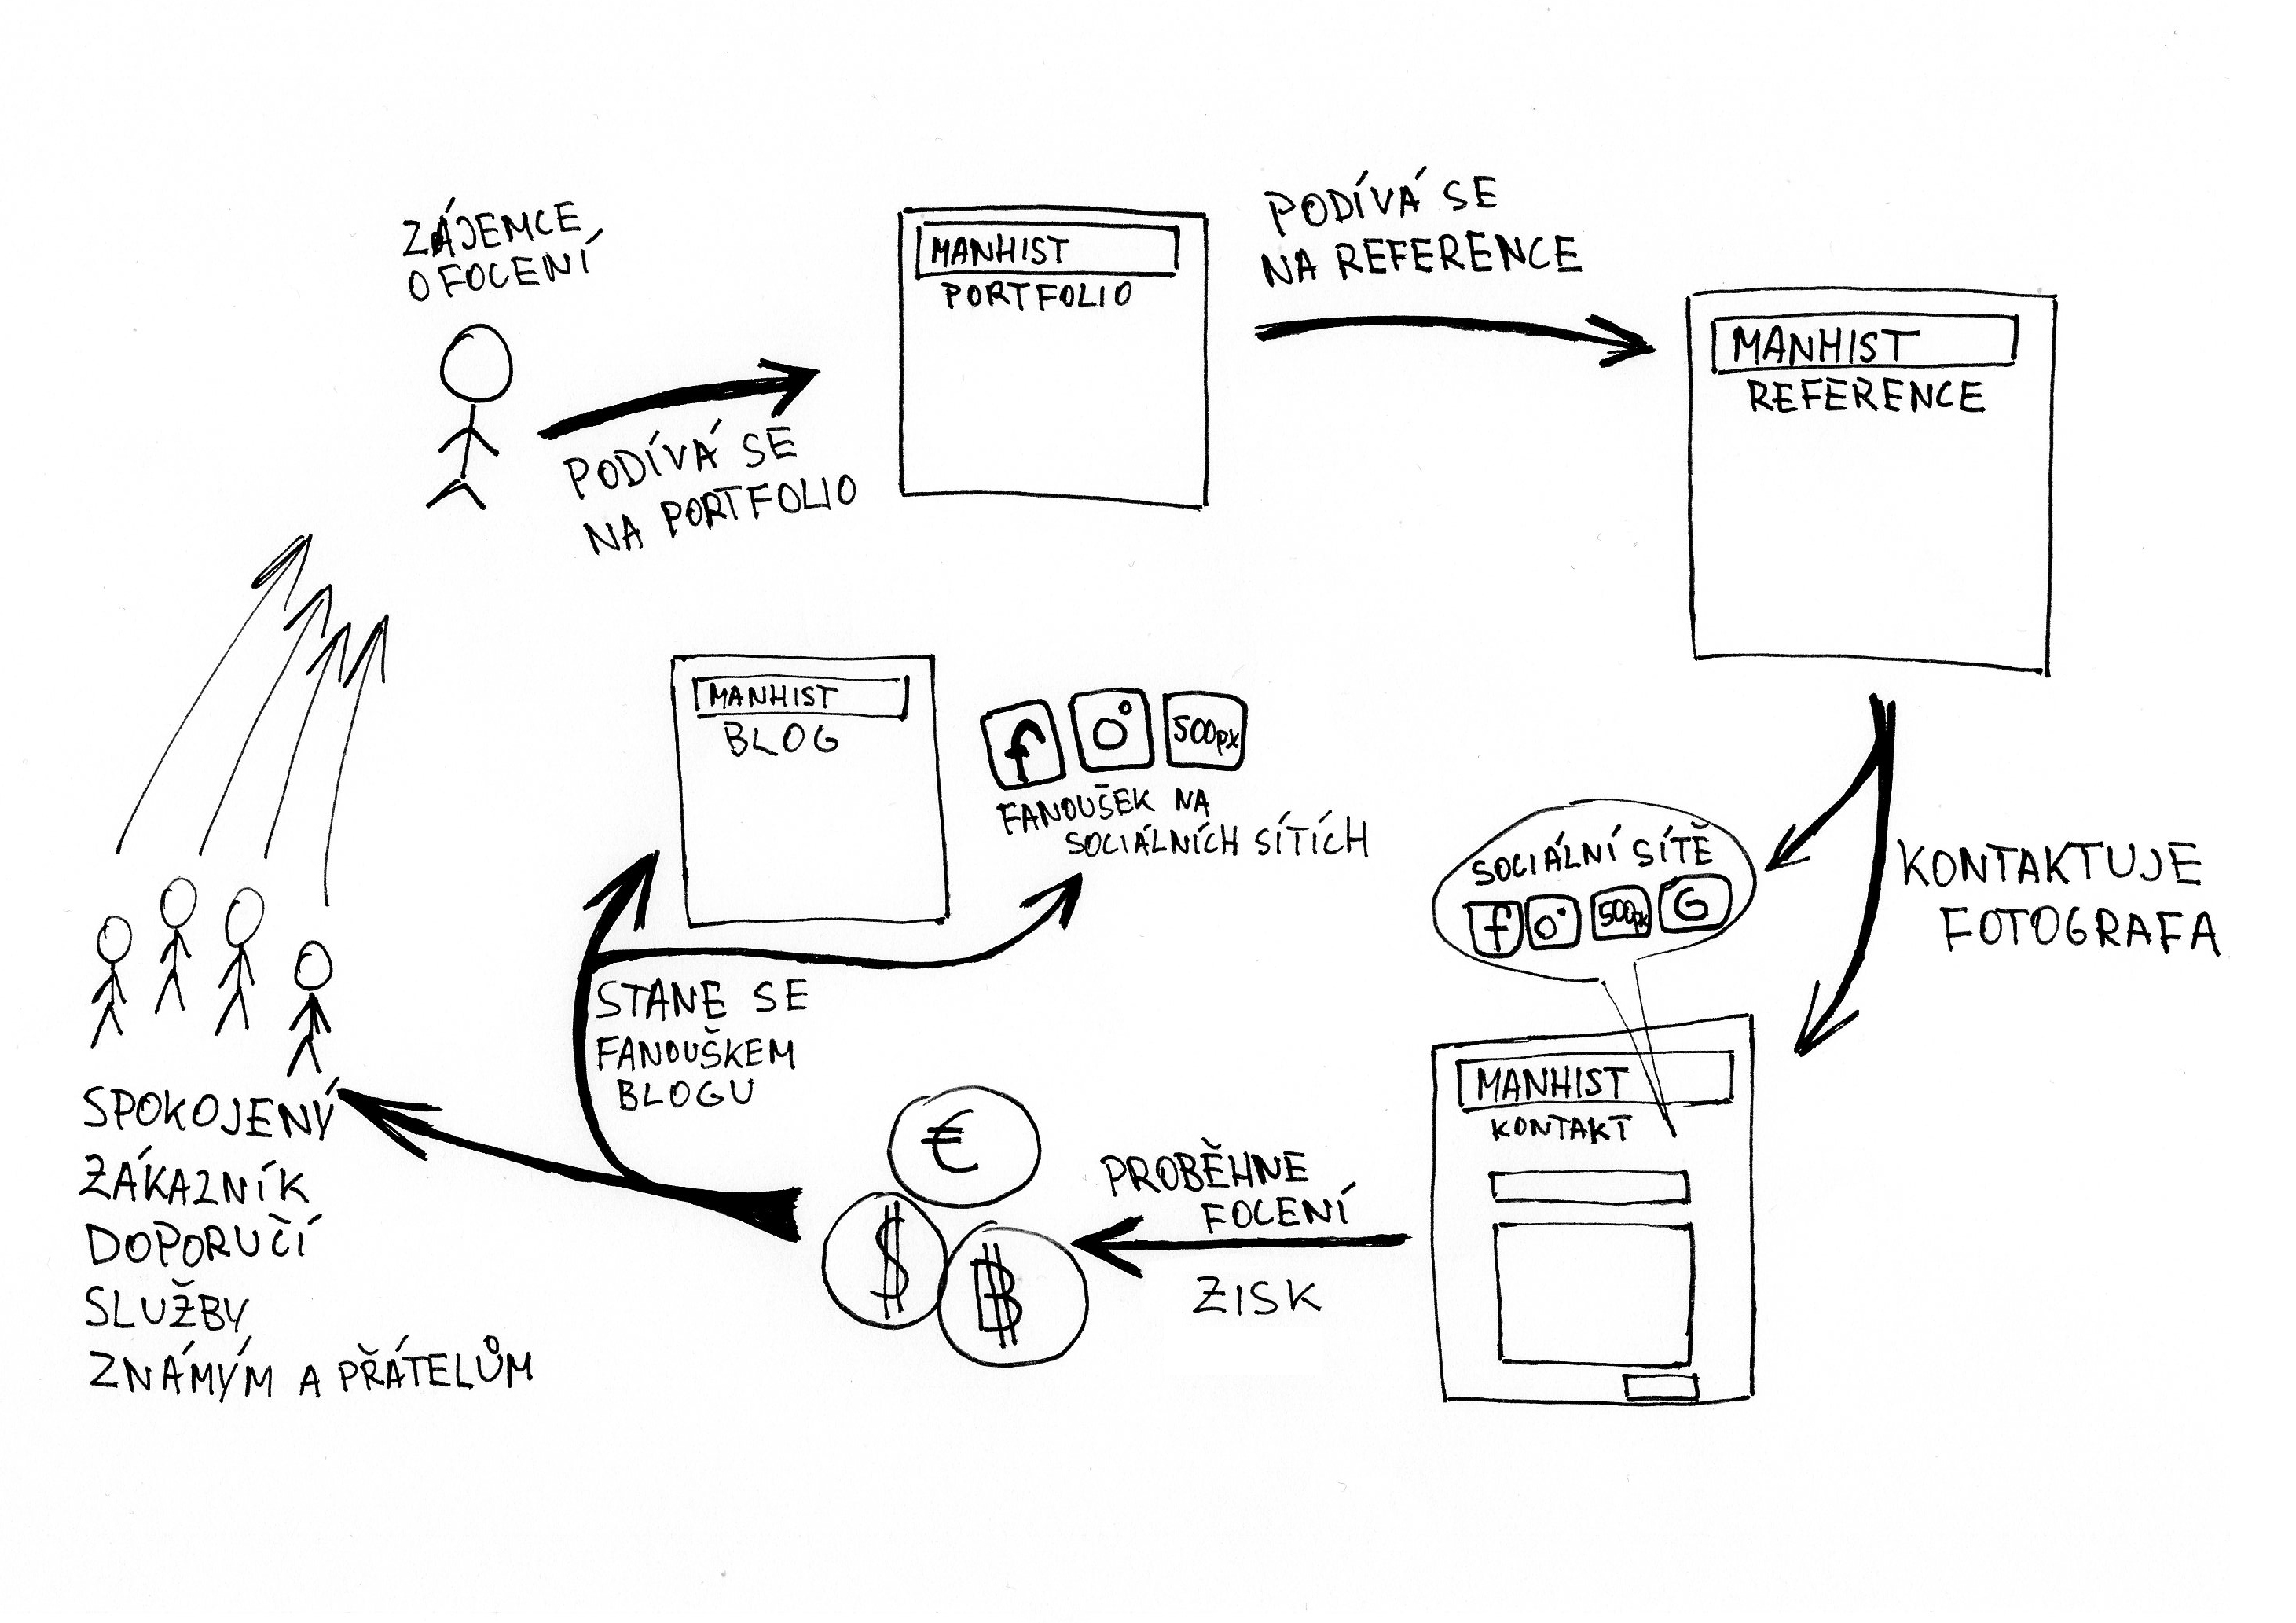 ZÁJEMCE
O FOCENÍ
PODÍVÁ SE
NA PORTFOLIO
MANHIST
PORTFOLIO
PODÍVÁ SE
NA REFERENCE
MANHIST
REFERENCE
KONTAKTUJE
FOTOGRAFA
SOCIÁLNÍ SÍTĚ
f 500px G
MANHIST
KONTAKT
PROBĚHNE
FOCENÍ
ZISK
€
$ B
STANE SE
FANOUŠKEM
BLOGU
MANHIST
BLOG
f 500px
FANOUŠEK NA
SOCIÁLNÍCH SÍTÍCH
SPOKOJENÝ
ZÁKAZNÍK
DOPORUČÍ
SLUŽBY
ZNÁMÝM A PŘÁTELŮM